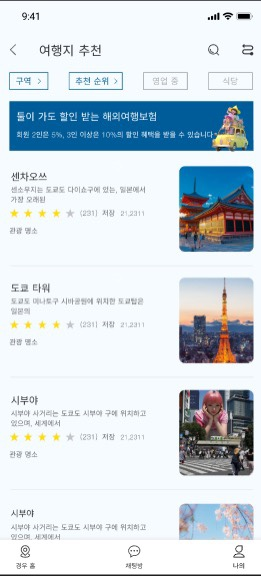 9:41
여행지 추천
구역 >
추천 순위 >
영업 중
식당
둘이 가도 할인 받는 해외여행보험
회원 2인은 5%, 3인 이상은 10%의 할인 혜택을 받을 수 있습니다.
센차오쓰
센소우지는 도쿄도 다이쇼구에 있는, 일본에서
가장 오래된
(231) 저장 21,2311
관광 명소
도쿄 타워
도쿄도 미나토구 시바공원에 위치한 도쿄탑은
일본의
(231) 저장 21,2311
관광 명소
시부야
시부야 사거리는 도쿄도 시부야 구에 위치하고
있으며, 세계에서
(231) 저장 21,2311
관광 명소
시부야
시부야 사거리는 도쿄도 시부야 구에 위치하고
있으며, 세계에서
경우 홈
채팅방
나의